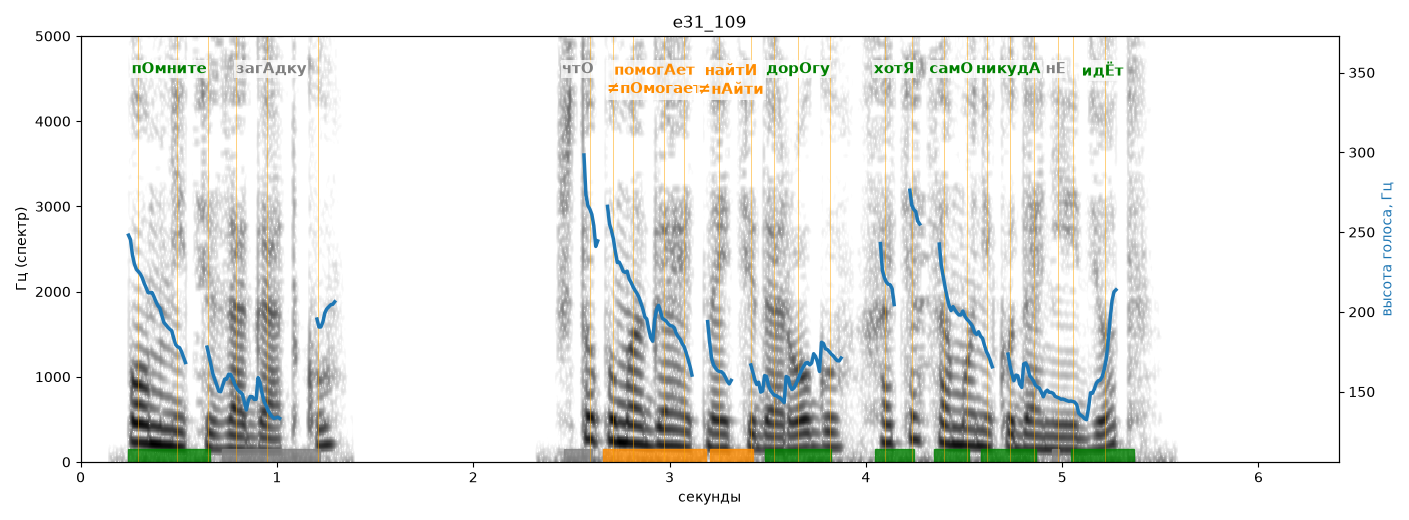 e31_109
пОмните загАдку чтО помогАет найтИ дорОгу хотЯ самО никудА нЕ идЁт
≠пОмогает ≠нАйти
5000
4000
3000
2000
1000
0
Гц (спектр)
350
300
250
200
150
высота голоса, Гц
0 1 2 3 4 5 6
секунды